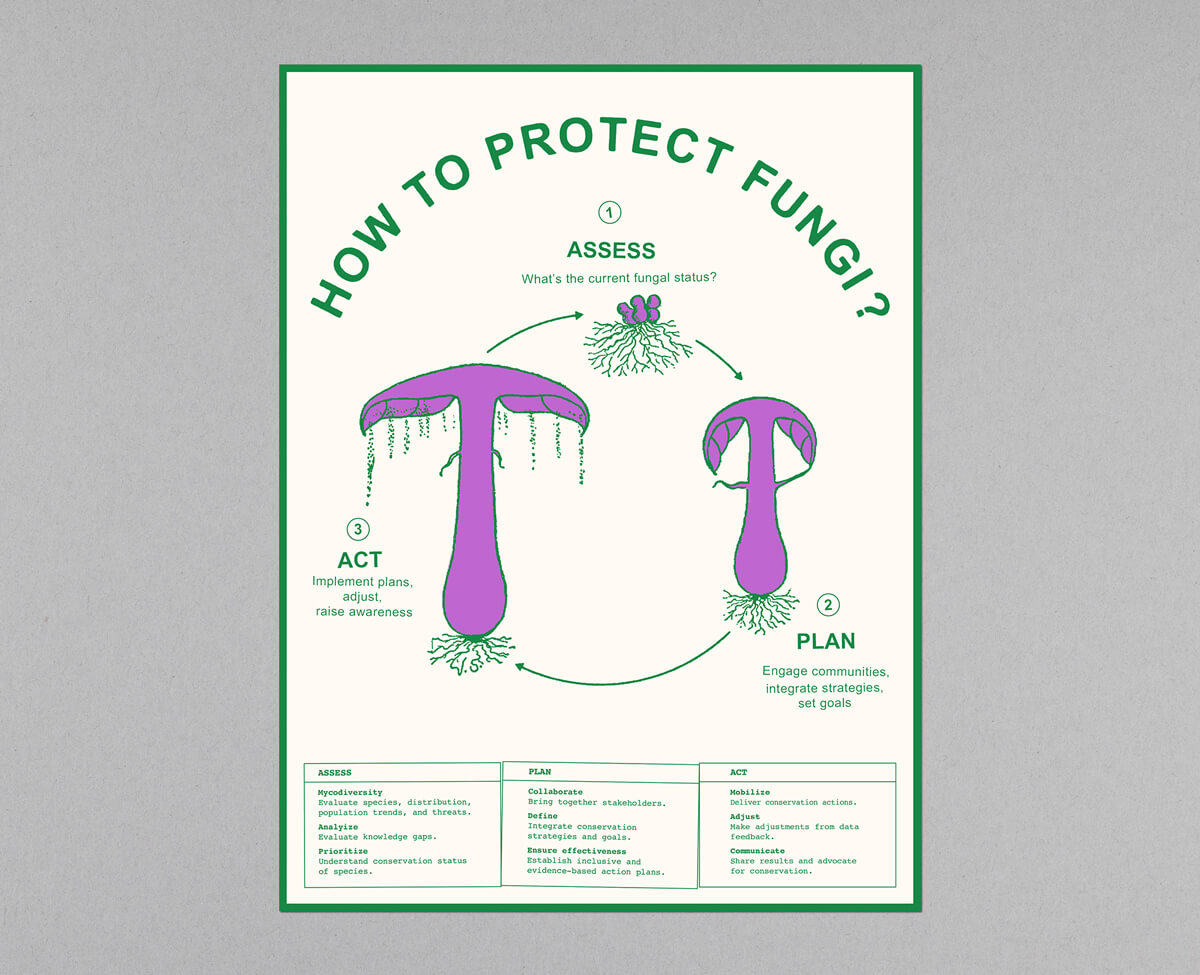 HOW TO PROTECT FUNGI?
1
ASSESS
What's the current fungal status?
3
ACT
Implement plans,
adjust,
raise awareness
2
PLAN
Engage communities,
integrate strategies,
set goals
V.S.
ASSESS
Mycodiversity
Evaluate species, distribution,
population trends, and threats.
Analyize
Evaluate knowledge gaps.
Prioritize
Understand conservation status
of species.
PLAN
Collaborate
Bring together stakeholders.
Define
Integrate conservation
strategies and goals.
Ensure effectiveness
Establish inclusive and
evidence-based action plans.
ACT
Mobilize
Deliver conservation actions.
Adjust
Make adjustments from data
feedback.
Communicate
Share results and advocate
for conservation.